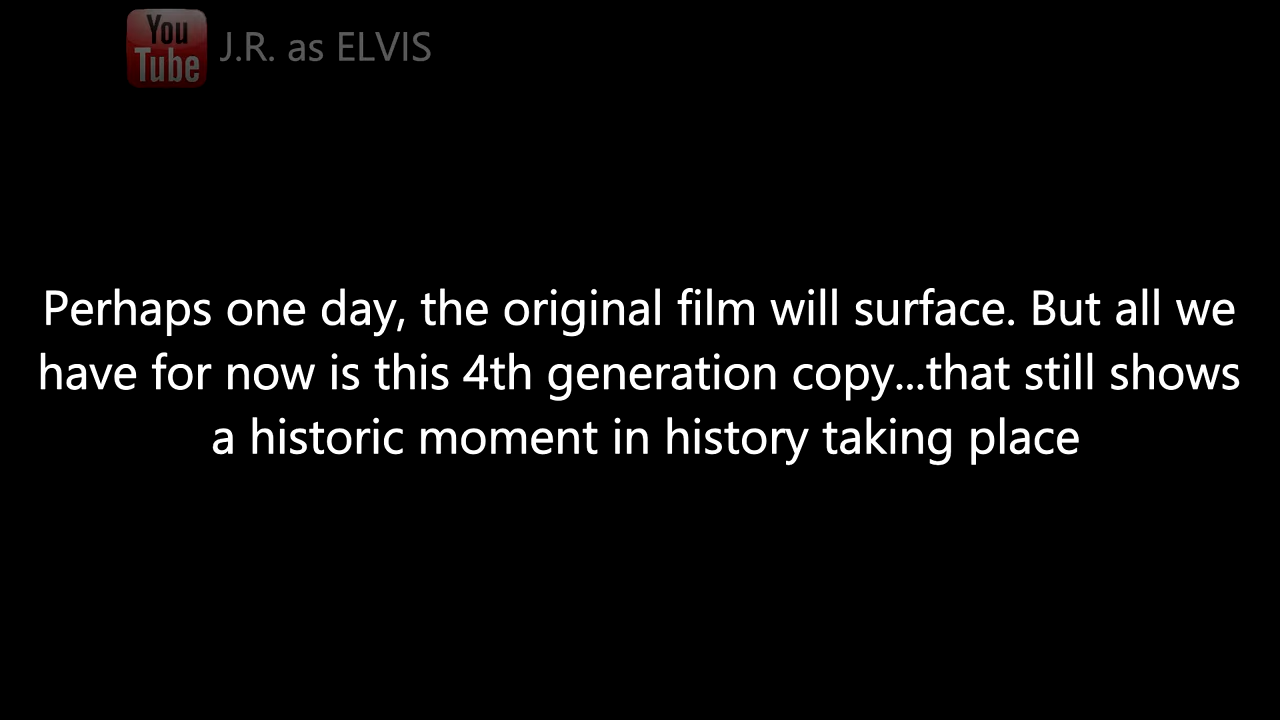 You
Tube
J.R. as ELVIS
Perhaps one day, the original film will surface. But all we
have for now is this 4th generation copy...that still shows
a historic moment in history taking place